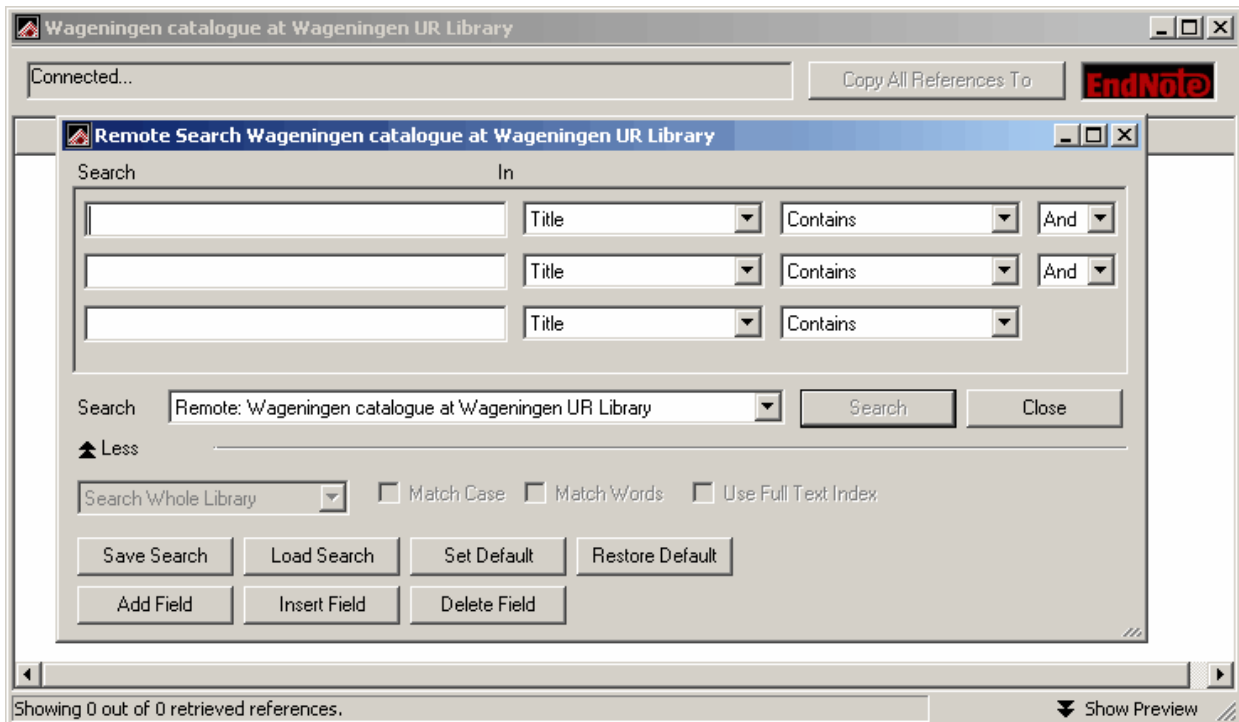 Wageningen catalogue at Wageningen UR Library
Connected...
Copy All References To
EndNote
Remote Search Wageningen catalogue at Wageningen UR Library
Search In
Title Contains And
Title Contains And
Title Contains
Search Remote: Wageningen catalogue at Wageningen UR Library Search Close
Less
Search Whole Library Match Case Match Words Use Full Text Index
Save Search Load Search Set Default Restore Default
Add Field Insert Field Delete Field
Showing 0 out of 0 retrieved references. Show Preview